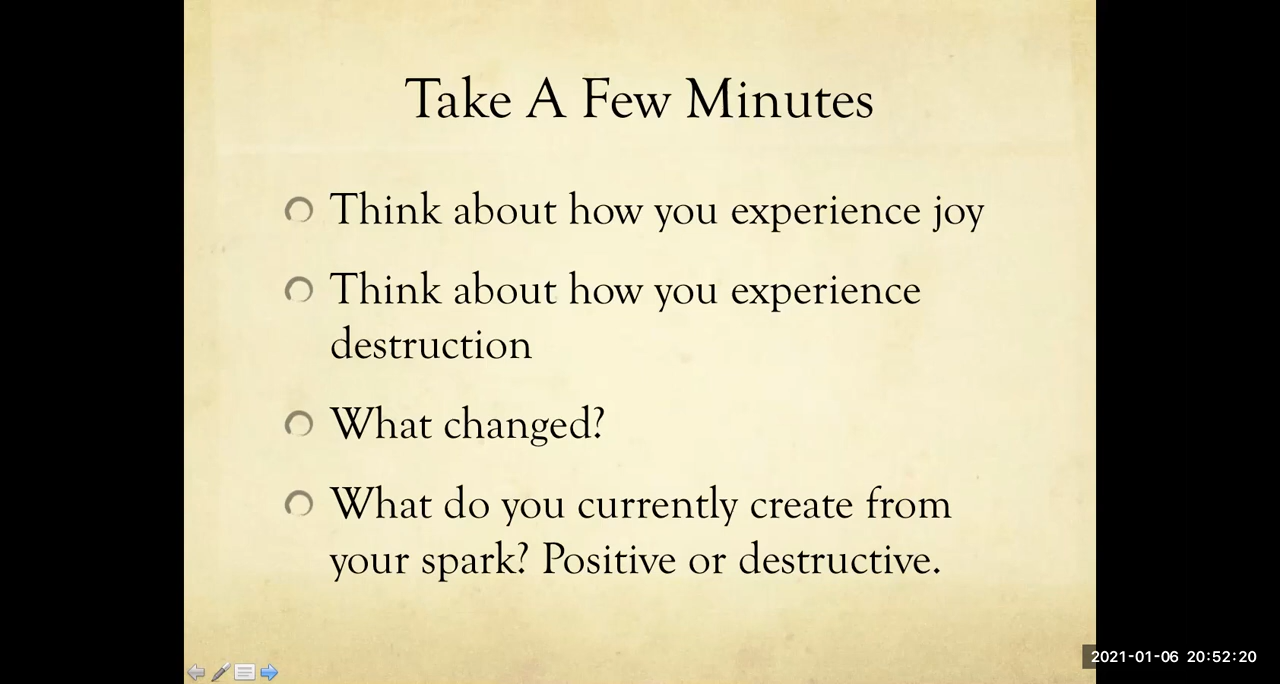 Take A Few Minutes
Think about how you experience joy
Think about how you experience
destruction
What changed?
What do you currently create from
your spark? Positive or destructive.
2021-01-06 20:52:20